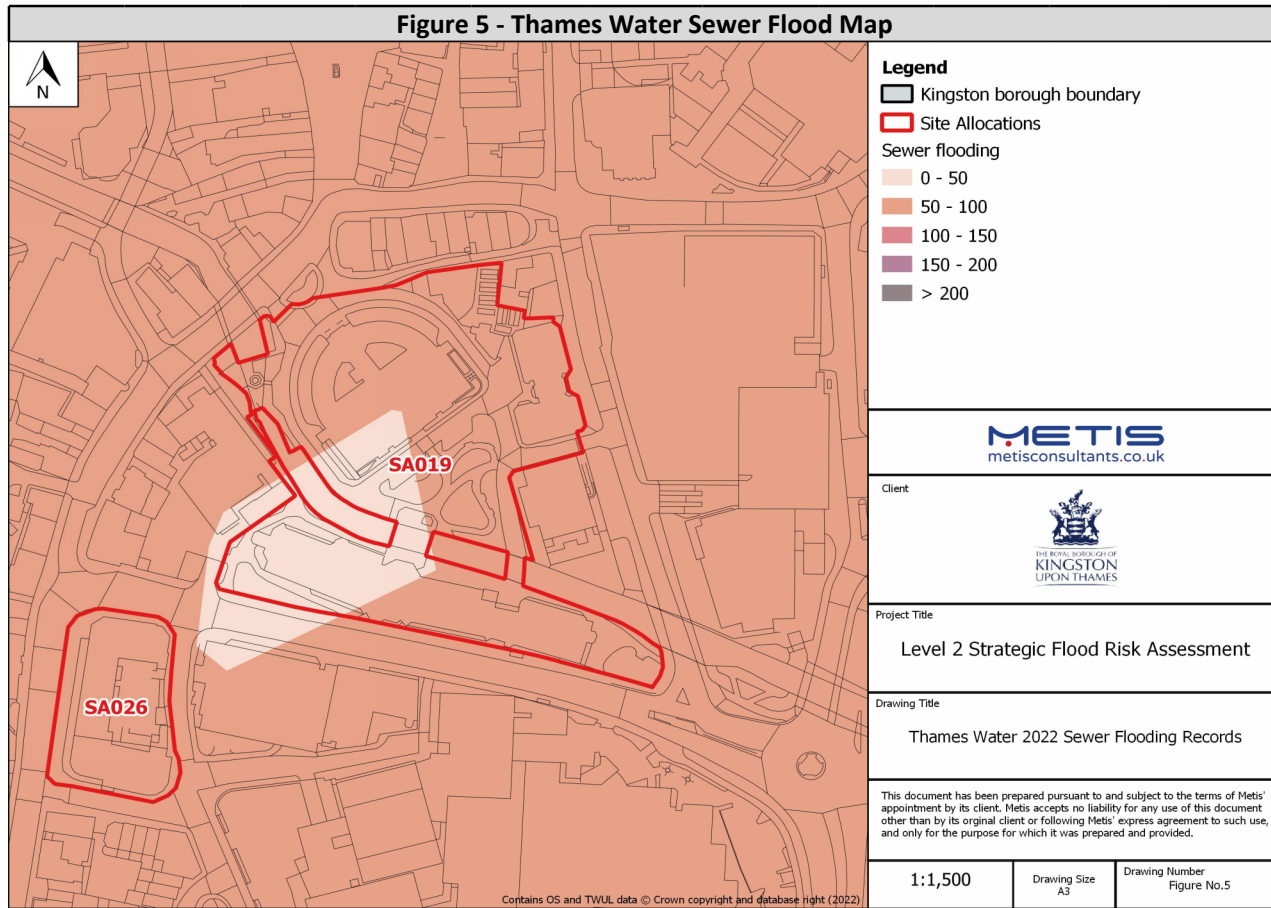 Figure 5 - Thames Water Sewer Flood Map
N
SA019
SA026
Contains OS and TWUL data © Crown copyright and database right (2022)
Legend
Kingston borough boundary
Site Allocations
Sewer flooding
0 - 50
50 - 100
100 - 150
150 - 200
> 200
METIS
metisconsultants.co.uk
Client
THE ROYAL BOROUGH OF
KINGSTON
UPON THAMES
Project Title
Level 2 Strategic Flood Risk Assessment
Drawing Title
Thames Water 2022 Sewer Flooding Records
This document has been prepared pursuant to and subject to the terms of Metis'
appointment by its client. Metis accepts no liability for any use of this document
other than by its orginal client or following Metis' express agreement to such use,
and only for the purpose for which it was prepared and provided.
1:1,500
Drawing Size
A3
Drawing Number
Figure No.5